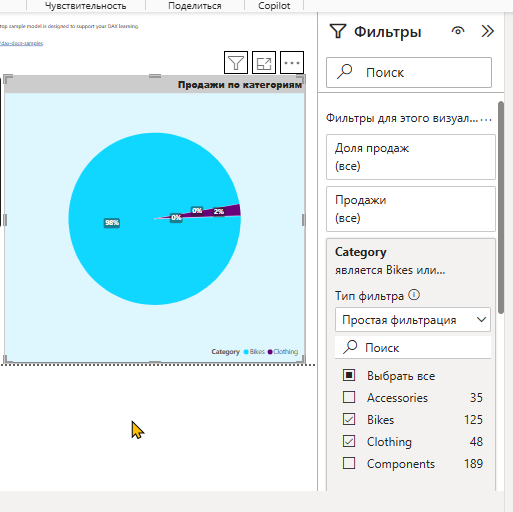 Чувствительность Поделиться Copilot
top sample model is designed to support your DAX learning.
/dax-docs-samples
Фильтры
Поиск
Продажи по категориям
Фильтры для этого визуал...
Доля продаж
(все)
Продажи
(все)
98%
0%
0%
2%
Category Bikes Clothing
Category
является Bikes или...
Тип фильтра
Простая фильтрация
Поиск
Выбрать все
Accessories 35
Bikes 125
Clothing 48
Components 189